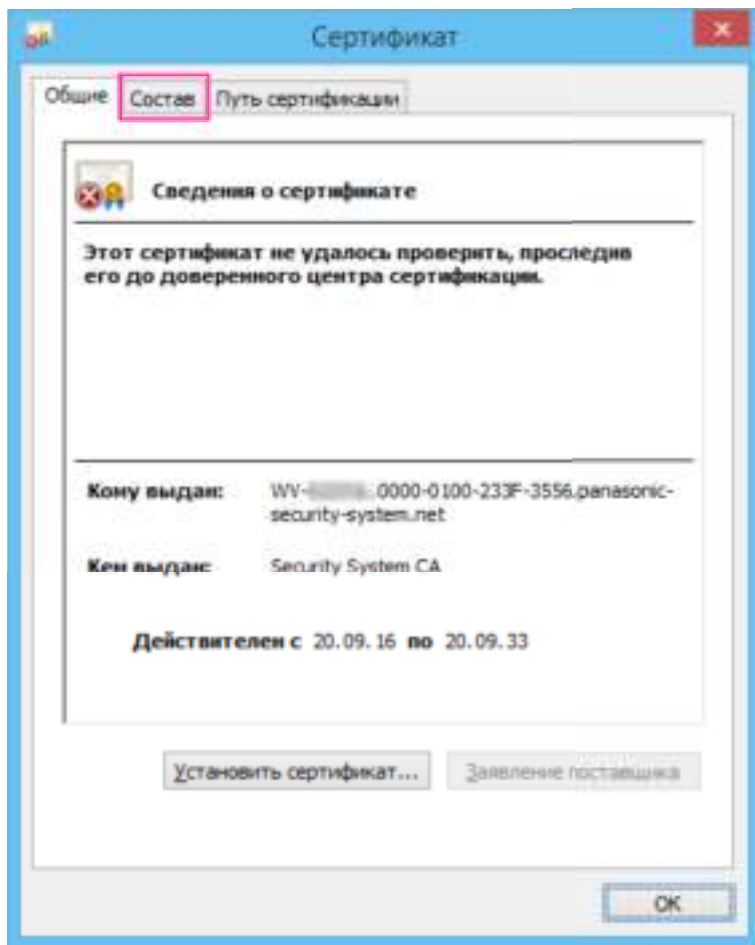 Сертификат
Общие Состав Путь сертификации
Сведения о сертификате
Этот сертификат не удалось проверить, проследив
его до доверенного центра сертификации.
Кому выдан: WV- .0000-0100-233F-3556.panasonic-
security-system.net
Кем выдан: Security System CA
Действителен с 20.09.16 по 20.09.33
Установить сертификат... Заявление поставщика
OK